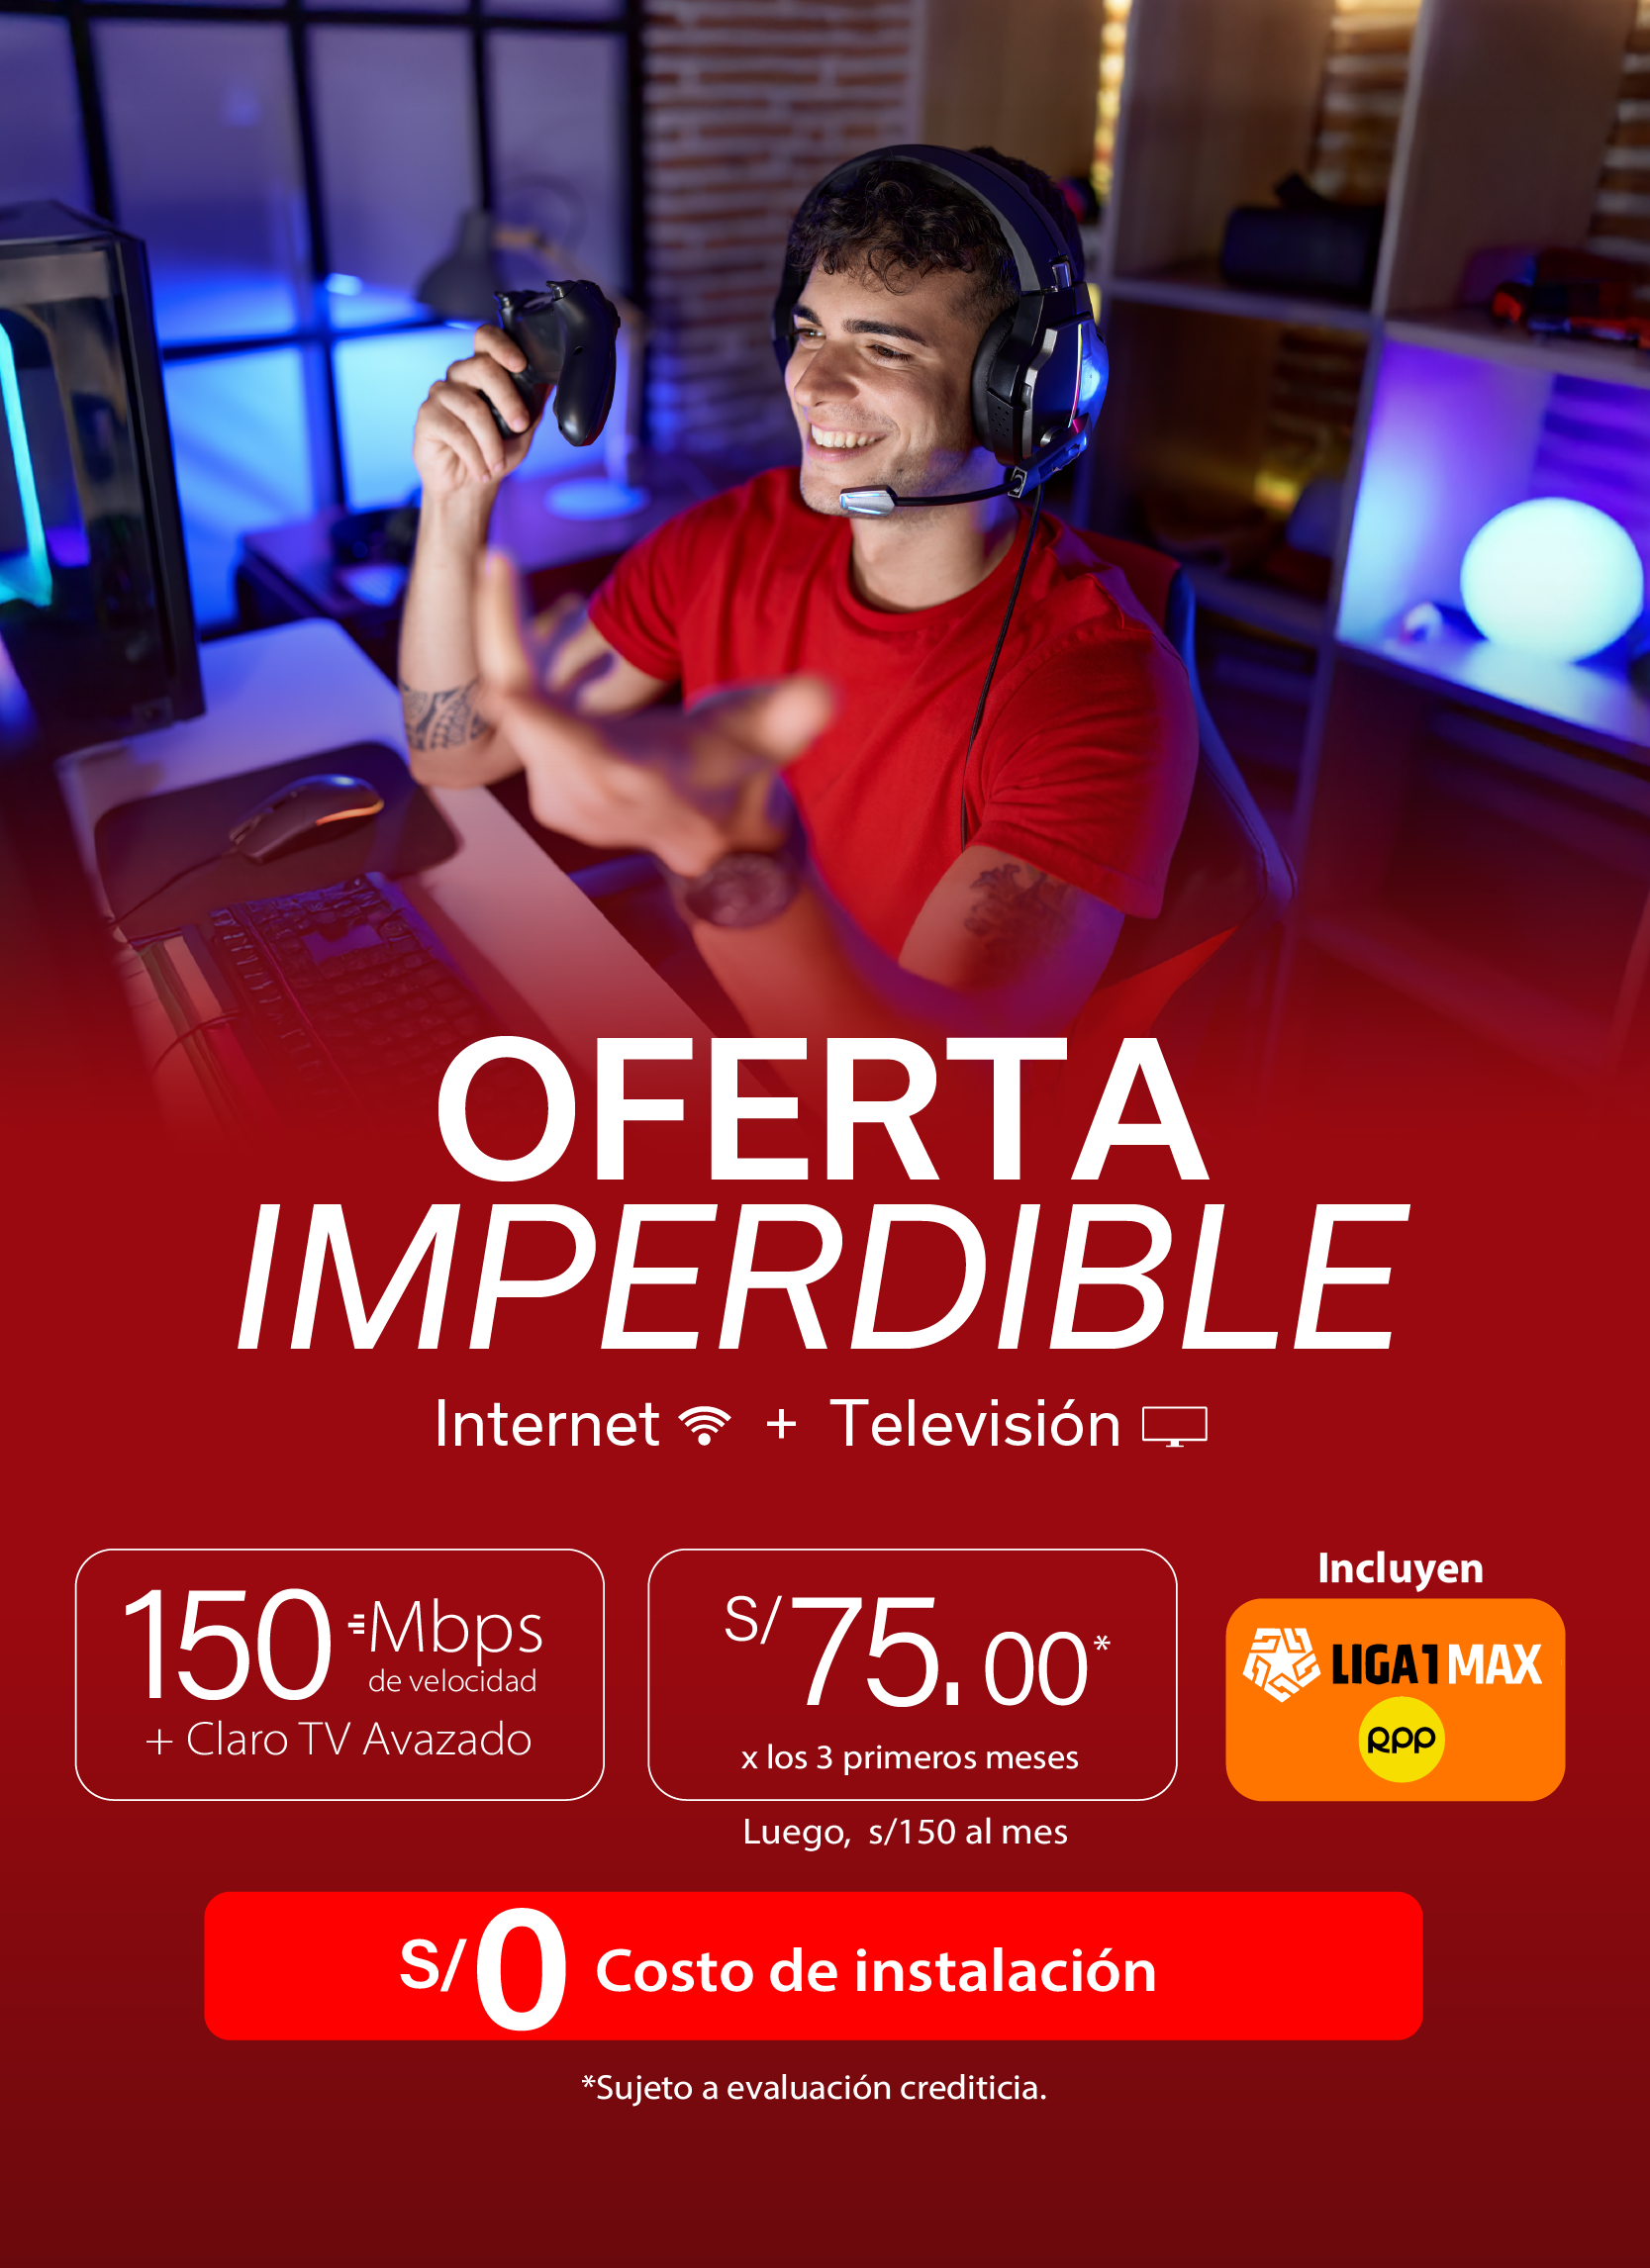 OFERTA
IMPERDIBLE
Internet + Televisión
150 Mbps
de velocidad
+ Claro TV Avazado
S/75.00*
x los 3 primeros meses
Luego, s/150 al mes
Incluyen
LIGA1 MAX
RPP
S/0 Costo de instalación
*Sujeto a evaluación crediticia.